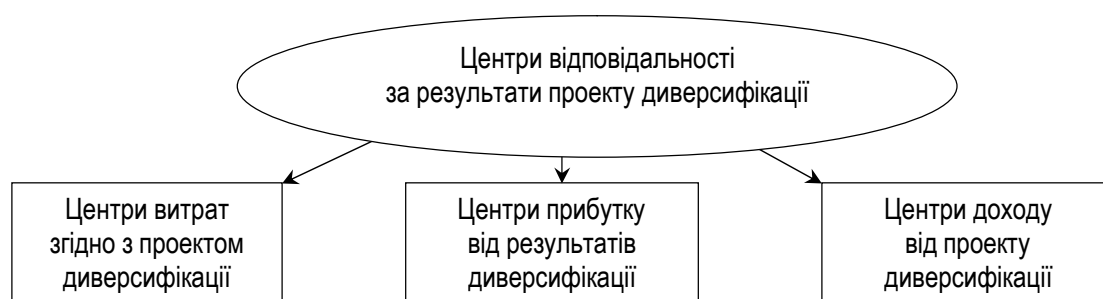 Центри відповідальності
за результати проекту диверсифікації
Центри витрат
згідно з проектом
диверсифікації
Центри прибутку
від результатів
диверсифікації
Центри доходу
від проекту
диверсифікації